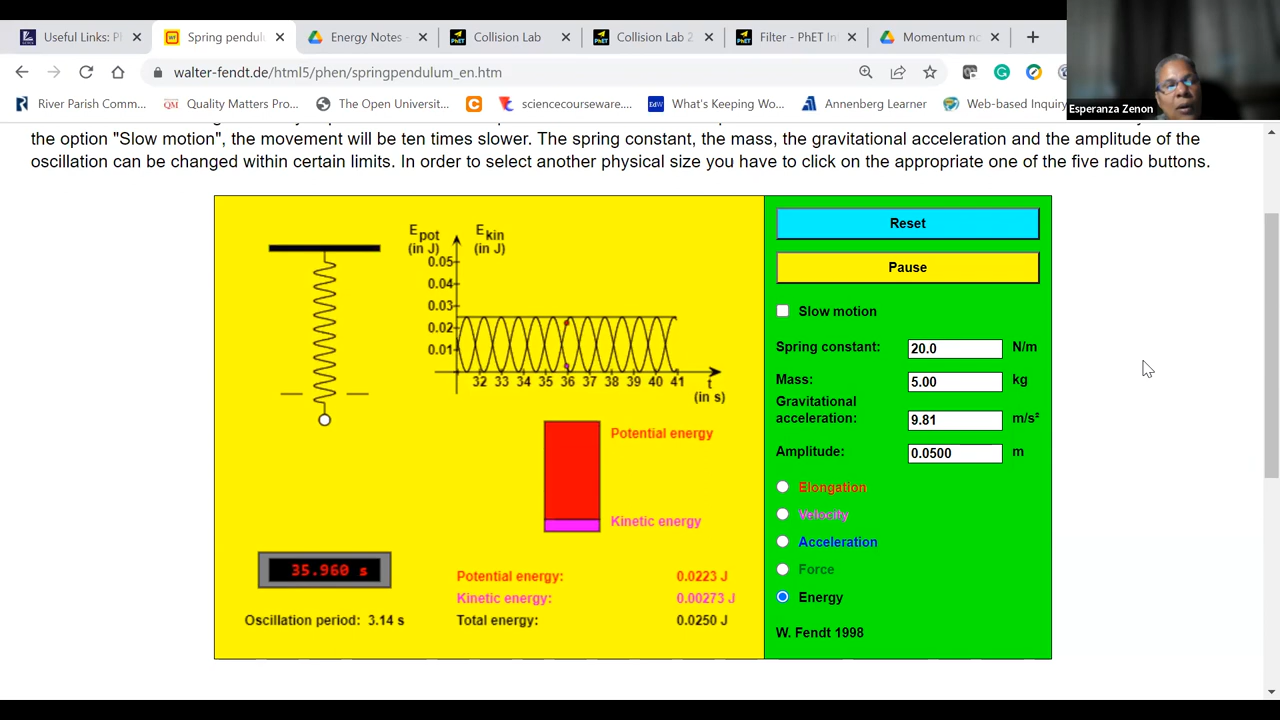 Useful Links: P
Spring pendul
Energy Notes -
Collision Lab
Collision Lab 2
Filter - PhET In
Momentum no
walter-fendt.de/html5/phen/springpendulum_en.htm
Esperanza Zenon
River Parish Comm...
QM Quality Matters Pro...
The Open Universit...
sciencecourseware....
EdW What's Keeping Wo...
Annenberg Learner
Web-based Inquiry
the option "Slow motion", the movement will be ten times slower. The spring constant, the mass, the gravitational acceleration and the amplitude of the
oscillation can be changed within certain limits. In order to select another physical size you have to click on the appropriate one of the five radio buttons.
E pot (in J)
E kin (in J)
0.05
0.04
0.03
0.02
0.01
32 33 34 35 36 37 38 39 40 41 t
(in s)
Potential energy
Kinetic energy
35.960 s
Oscillation period: 3.14 s
Potential energy: 0.0223 J
Kinetic energy: 0.00273 J
Total energy: 0.0250 J
Reset
Pause
Slow motion
Spring constant: 20.0 N/m
Mass: 5.00 kg
Gravitational
acceleration: 9.81 m/s²
Amplitude: 0.0500 m
Elongation
Velocity
Acceleration
Force
Energy
W. Fendt 1998